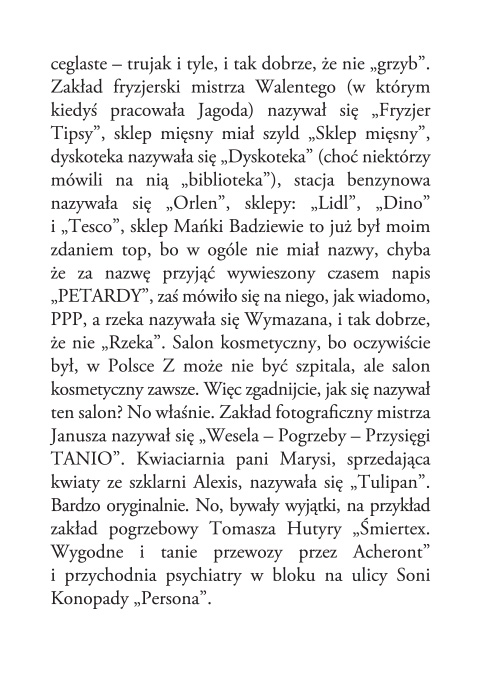 ceglaste – trujak i tyle, i tak dobrze, że nie „grzyb”.
Zakład fryzjerski mistrza Walentego (w którym
kiedyś pracowała Jagoda) nazywał się „Fryzjer
Tipsy”, sklep mięsny miał szyld „Sklep mięsny”,
dyskoteka nazywała się „Dyskoteka” (choć niektórzy
mówili na nią „biblioteka”), stacja benzynowa
nazywała się „Orlen”, sklepy: „Lidl”, „Dino”
i „Tesco”, sklep Mańki Badziewie to już był moim
zdaniem top, bo w ogóle nie miał nazwy, chyba
że za nazwę przyjąć wywieszony czasem napis
„PETARDY”, zaś mówiło się na niego, jak wiadomo,
PPP, a rzeka nazywała się Wymazana, i tak dobrze,
że nie „Rzeka”. Salon kosmetyczny, bo oczywiście
był, w Polsce Z może nie być szpitala, ale salon
kosmetyczny zawsze. Więc zgadnijcie, jak się nazywał
ten salon? No właśnie. Zakład fotograficzny mistrza
Janusza nazywał się „Wesela – Pogrzeby – Przysięgi
TANIO”. Kwiaciarnia pani Marysi, sprzedająca
kwiaty ze szklarni Alexis, nazywała się „Tulipan”.
Bardzo oryginalnie. No, bywały wyjątki, na przykład
zakład pogrzebowy Tomasza Hutyry „Śmiertex.
Wygodne i tanie przewozy przez Acheront”
i przychodnia psychiatry w bloku na ulicy Soni
Konopady „Persona”.